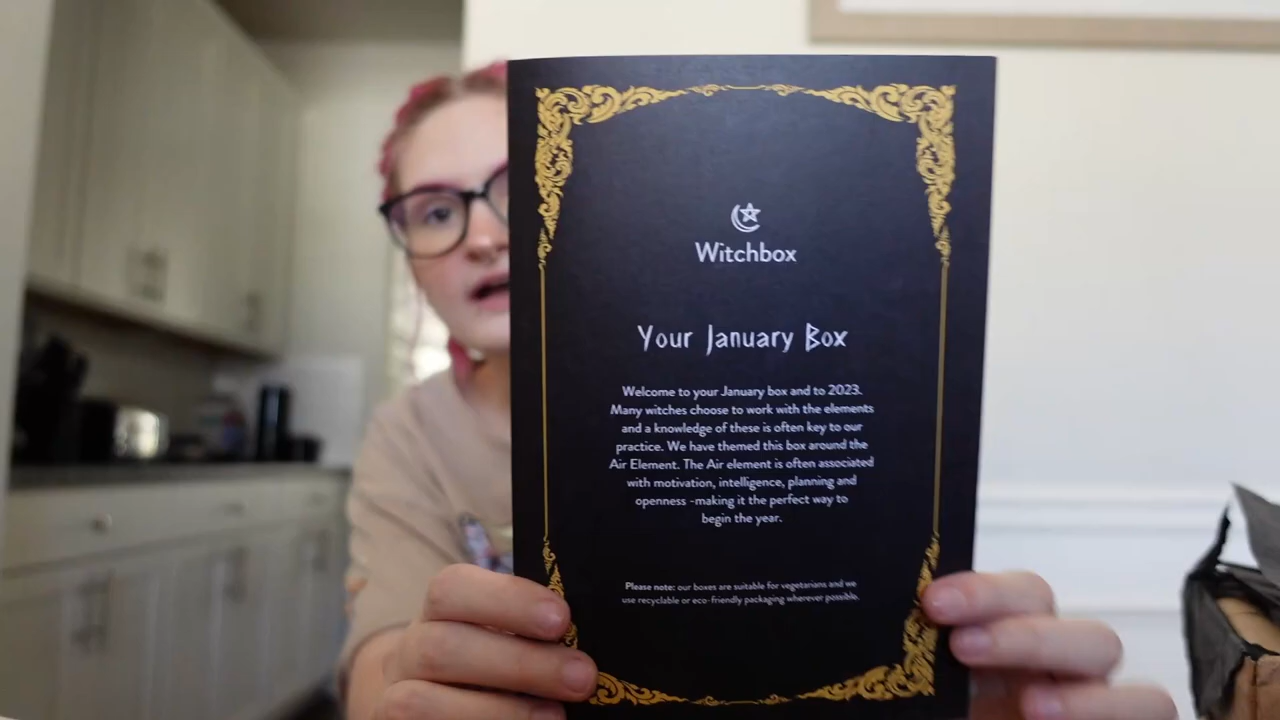 Witchbox
Your January Box
Welcome to your January box and to 2023.
Many witches choose to work with the elements
and a knowledge of these is often key to our
practice. We have themed this box around the
Air Element. The Air element is often associated
with motivation, intelligence, planning and
openness -making it the perfect way to
begin the year.
Please note: our boxes are suitable for vegetarians and we
use recyclable or eco-friendly packaging wherever possible.